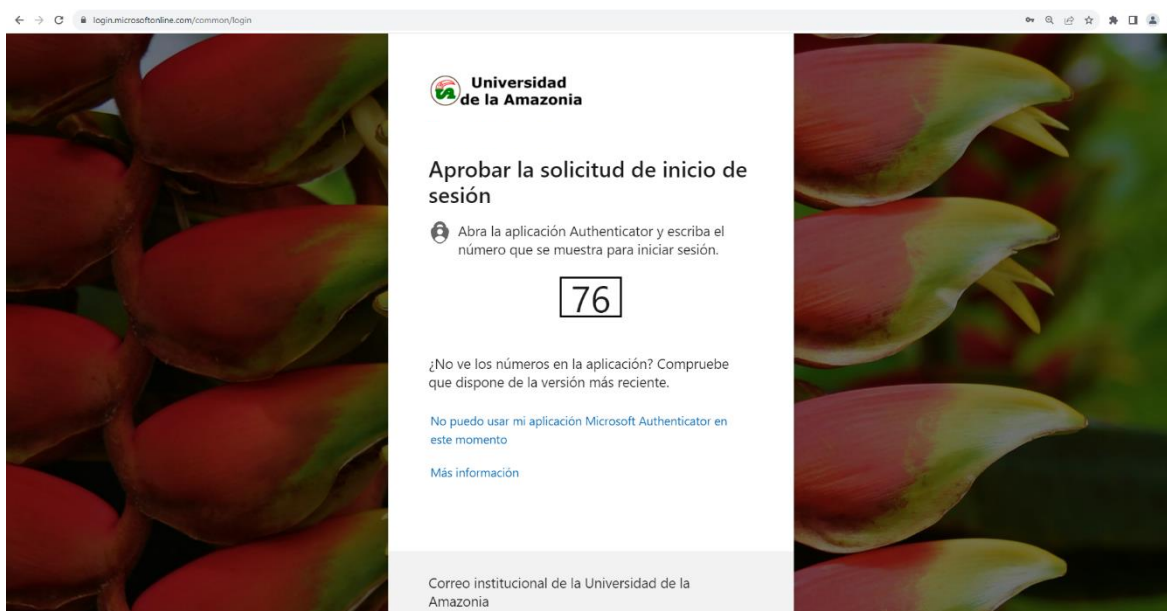 login.microsoftonline.com/common/login
Universidad
de la Amazonia
Aprobar la solicitud de inicio de
sesión
Abra la aplicación Authenticator y escriba el
número que se muestra para iniciar sesión.
76
¿No ve los números en la aplicación? Compruebe
que dispone de la versión más reciente.
No puedo usar mi aplicación Microsoft Authenticator en
este momento
Más información
Correo institucional de la Universidad de la
Amazonia